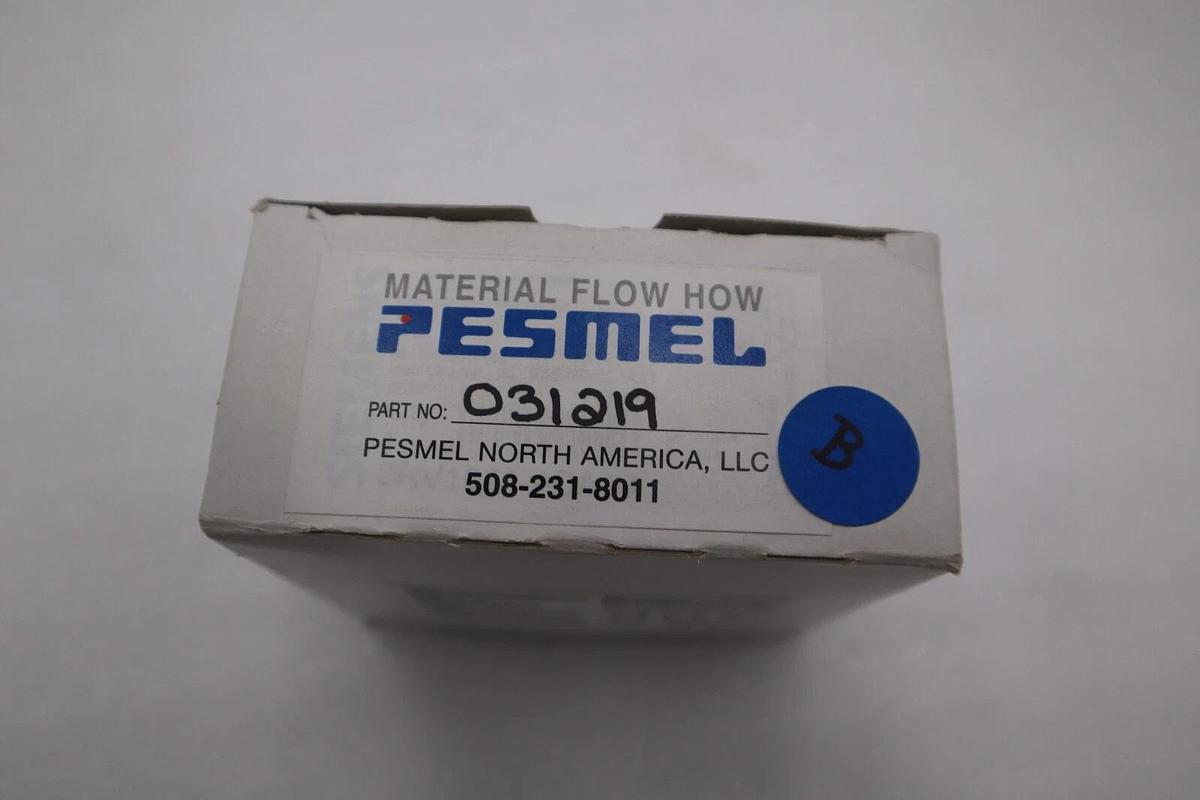 MATERIAL FLOW HOW
PESMEL
PART NO: 031219
PESMEL NORTH AMERICA, LLC
508-231-8011
B